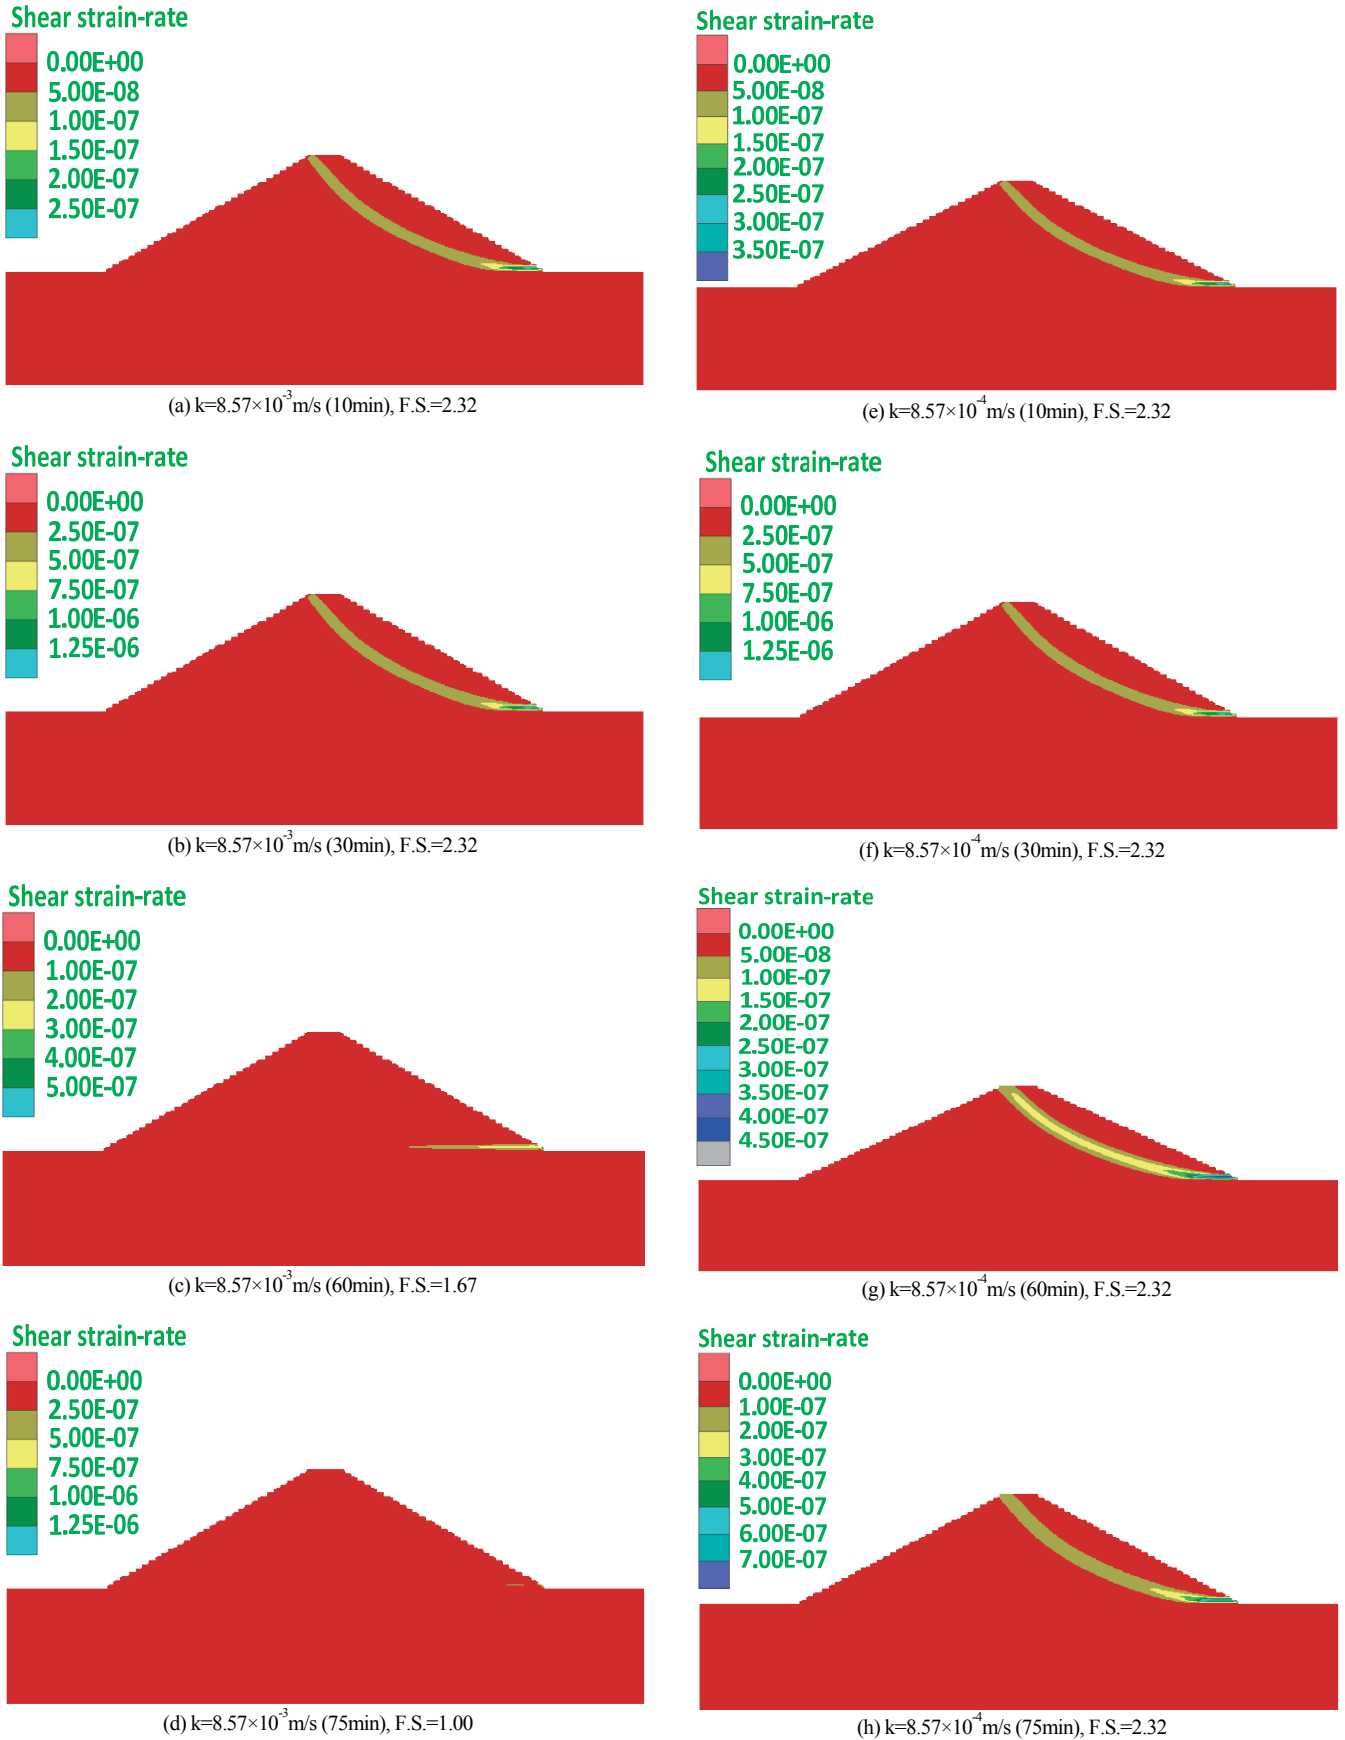 Shear strain-rate
0.00E+00
5.00E-08
1.00E-07
1.50E-07
2.00E-07
2.50E-07
(a) k=8.57×10⁻³m/s (10min), F.S.=2.32
Shear strain-rate
0.00E+00
5.00E-08
1.00E-07
1.50E-07
2.00E-07
2.50E-07
3.00E-07
3.50E-07
(e) k=8.57×10⁻⁴m/s (10min), F.S.=2.32
Shear strain-rate
0.00E+00
2.50E-07
5.00E-07
7.50E-07
1.00E-06
1.25E-06
(b) k=8.57×10⁻³m/s (30min), F.S.=2.32
Shear strain-rate
0.00E+00
2.50E-07
5.00E-07
7.50E-07
1.00E-06
1.25E-06
(f) k=8.57×10⁻⁴m/s (30min), F.S.=2.32
Shear strain-rate
0.00E+00
1.00E-07
2.00E-07
3.00E-07
4.00E-07
5.00E-07
(c) k=8.57×10⁻³m/s (60min), F.S.=1.67
Shear strain-rate
0.00E+00
5.00E-08
1.00E-07
1.50E-07
2.00E-07
2.50E-07
3.00E-07
3.50E-07
4.00E-07
4.50E-07
(g) k=8.57×10⁻⁴m/s (60min), F.S.=2.32
Shear strain-rate
0.00E+00
2.50E-07
5.00E-07
7.50E-07
1.00E-06
1.25E-06
(d) k=8.57×10⁻³m/s (75min), F.S.=1.00
Shear strain-rate
0.00E+00
1.00E-07
2.00E-07
3.00E-07
4.00E-07
5.00E-07
6.00E-07
7.00E-07
(h) k=8.57×10⁻⁴m/s (75min), F.S.=2.32